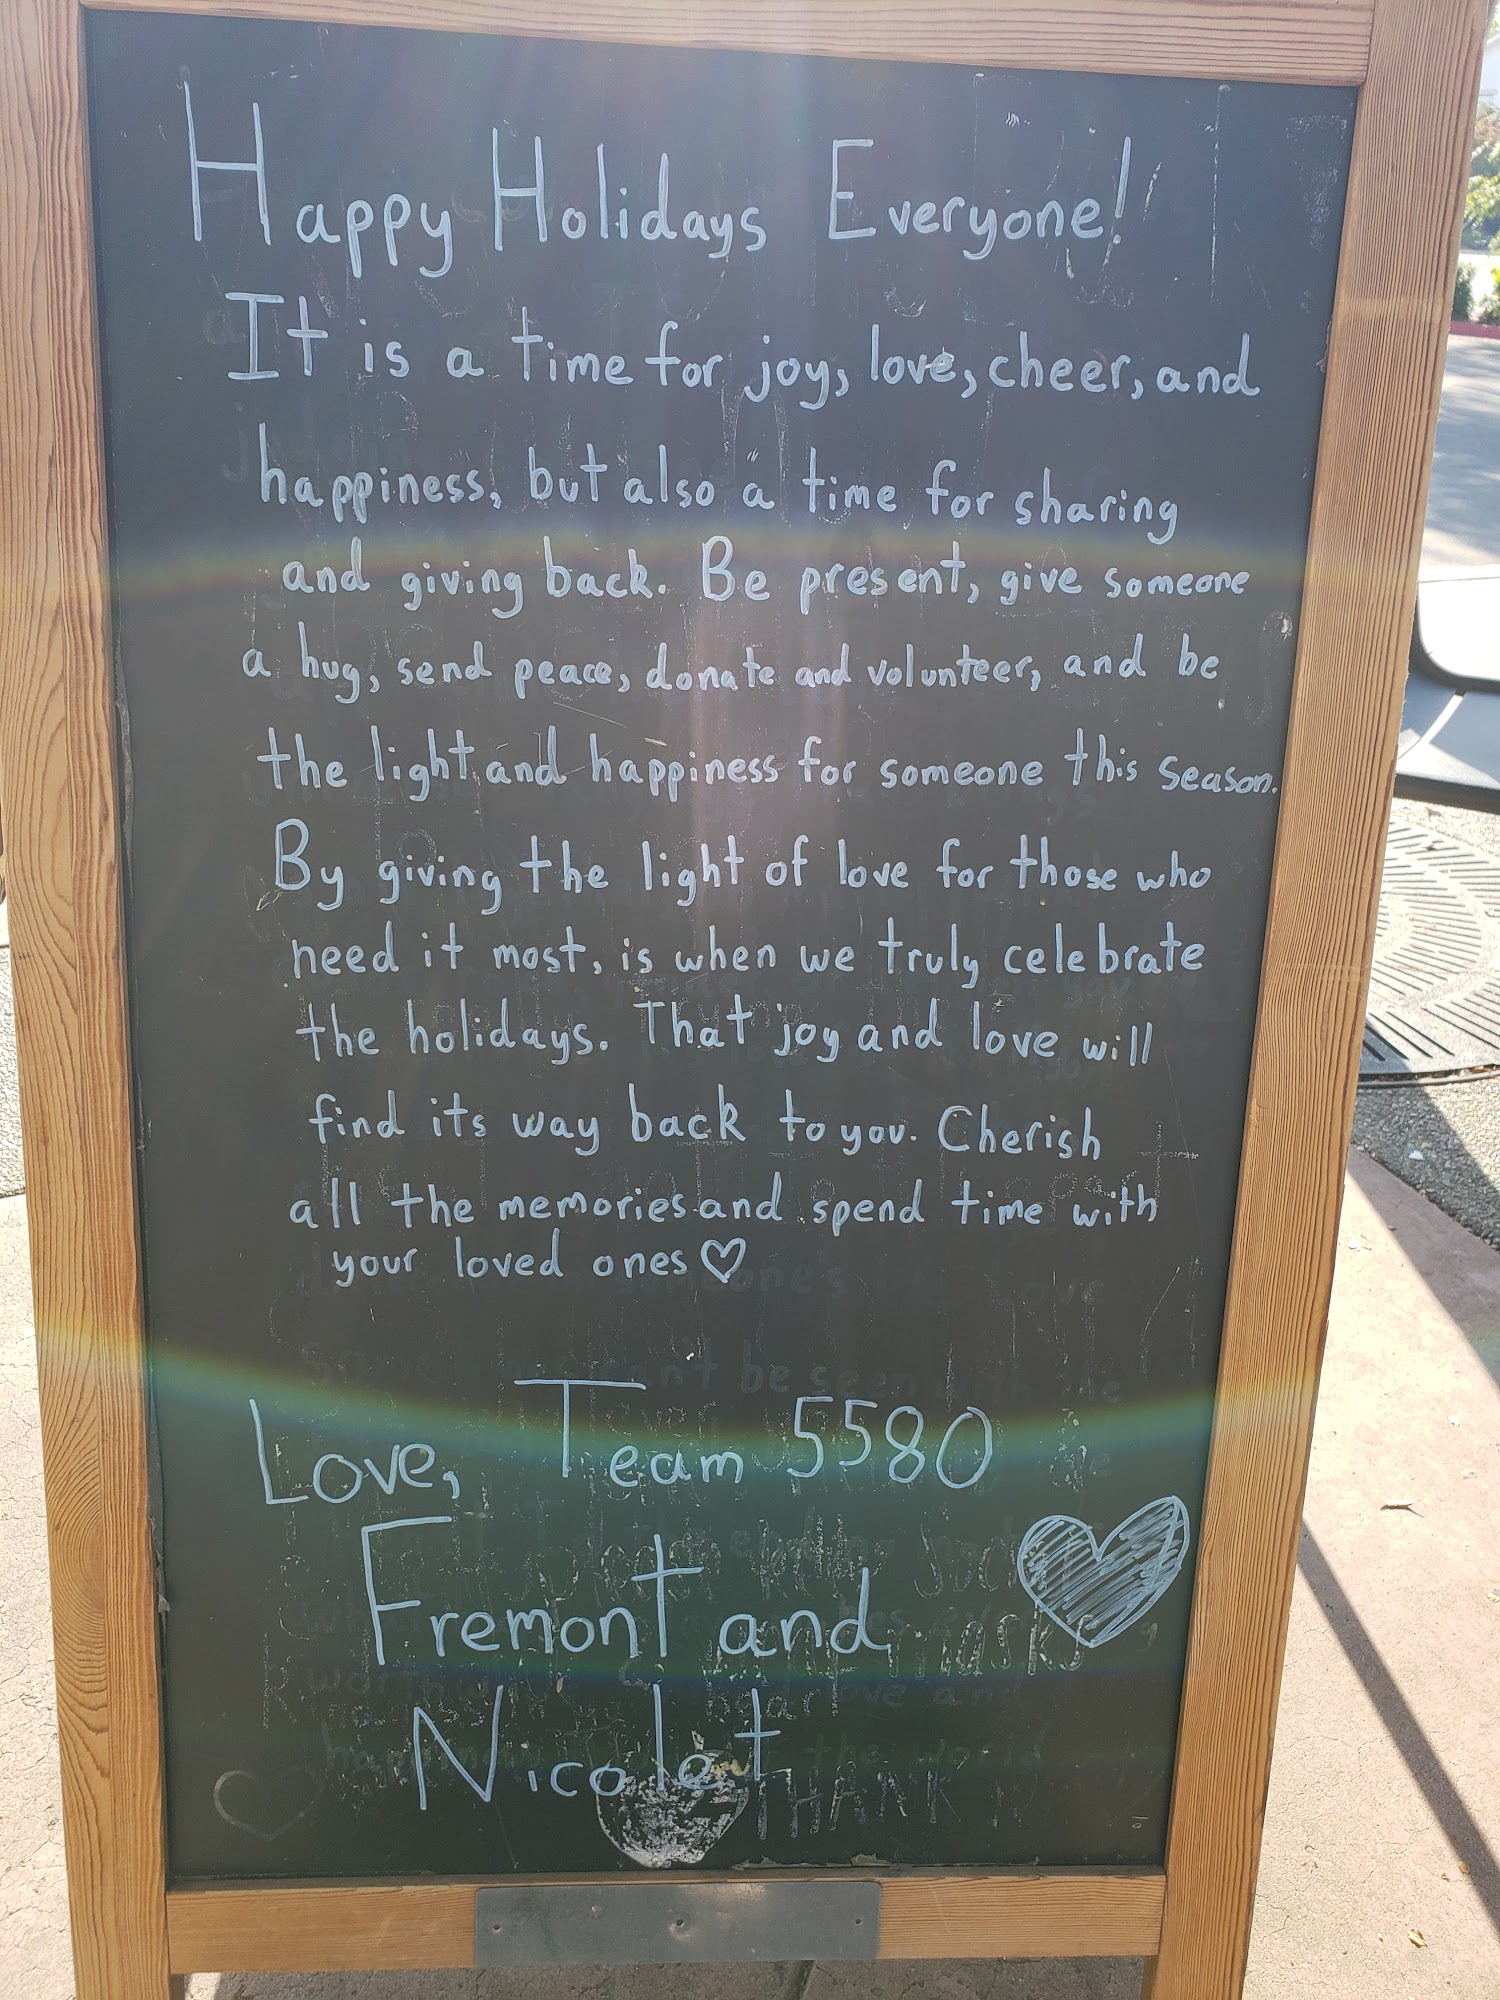 Happy Holidays Everyone!
It is a time for joy, love, cheer, and
happiness, but also a time for sharing
and giving back. Be present, give someone
a hug, send peace, donate and volunteer, and be
the light and happiness for someone this season.
By giving the light of love for those who
need it most, is when we truly celebrate
the holidays. That joy and love will
find its way back to you. Cherish
all the memories and spend time with
your loved ones ♡
Love, Team 5580
Fremont and
Nicolet
THANK